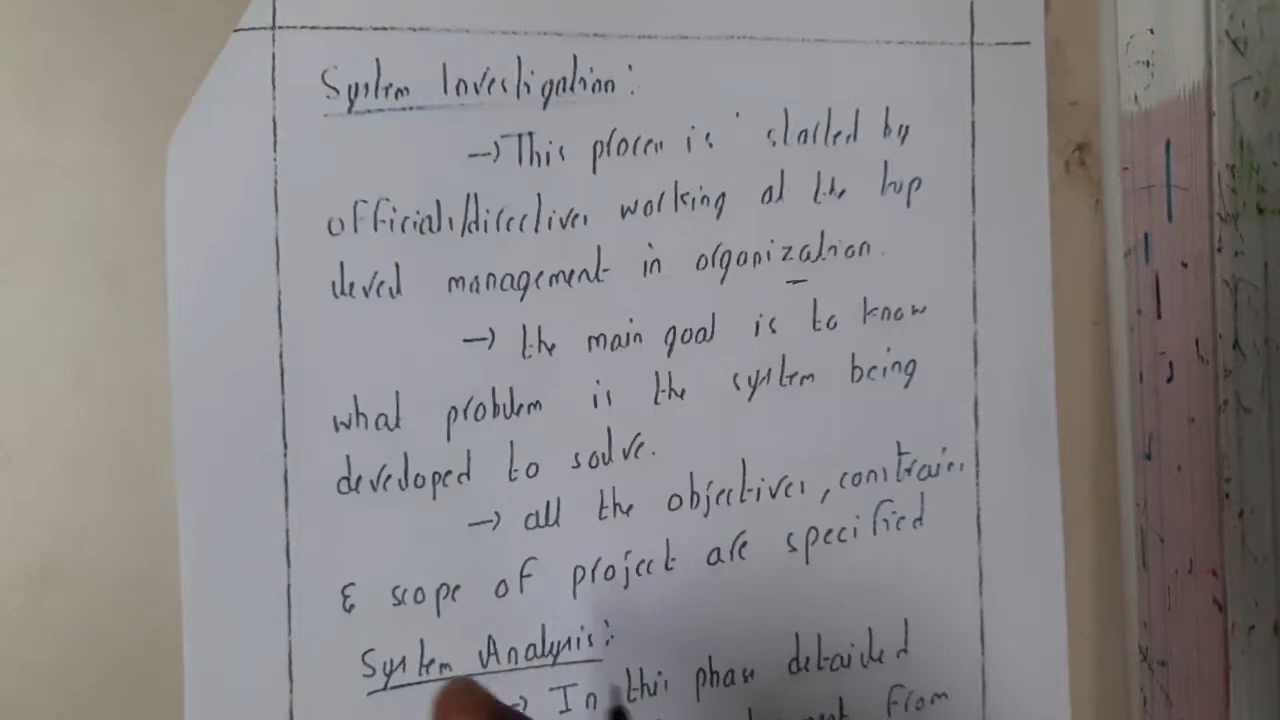 System Investigation:
→ This process is started by
officials/directives working at the top
level management in organization.
→ the main goal is to know
what problem is the system being
developed to solve.
→ all the objectives, constrain.
& scope of project are specified
System Analysis:
→ In this phase detailed
from